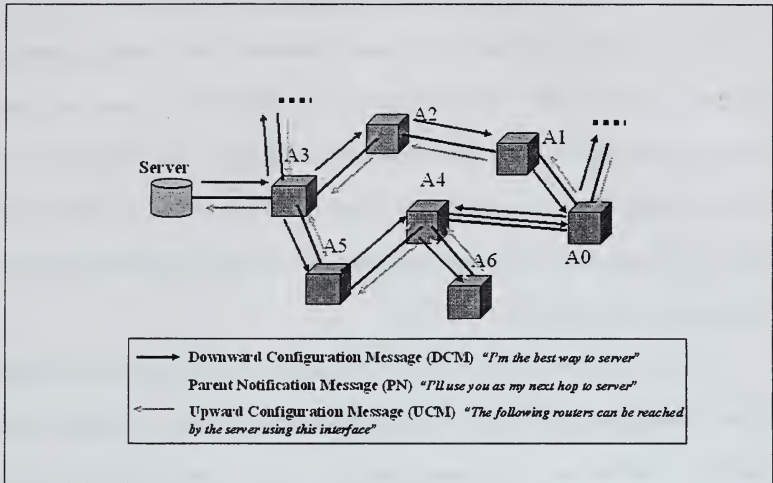 A2
A1
A3
Server
A4
A5
A6
A0
Downward Configuration Message (DCM) "I'm the best way to server"
Parent Notification Message (PN) "I'll use you as my next hop to server"
Upward Configuration Message (UCM) "The following routers can be reached
by the server using this interface"